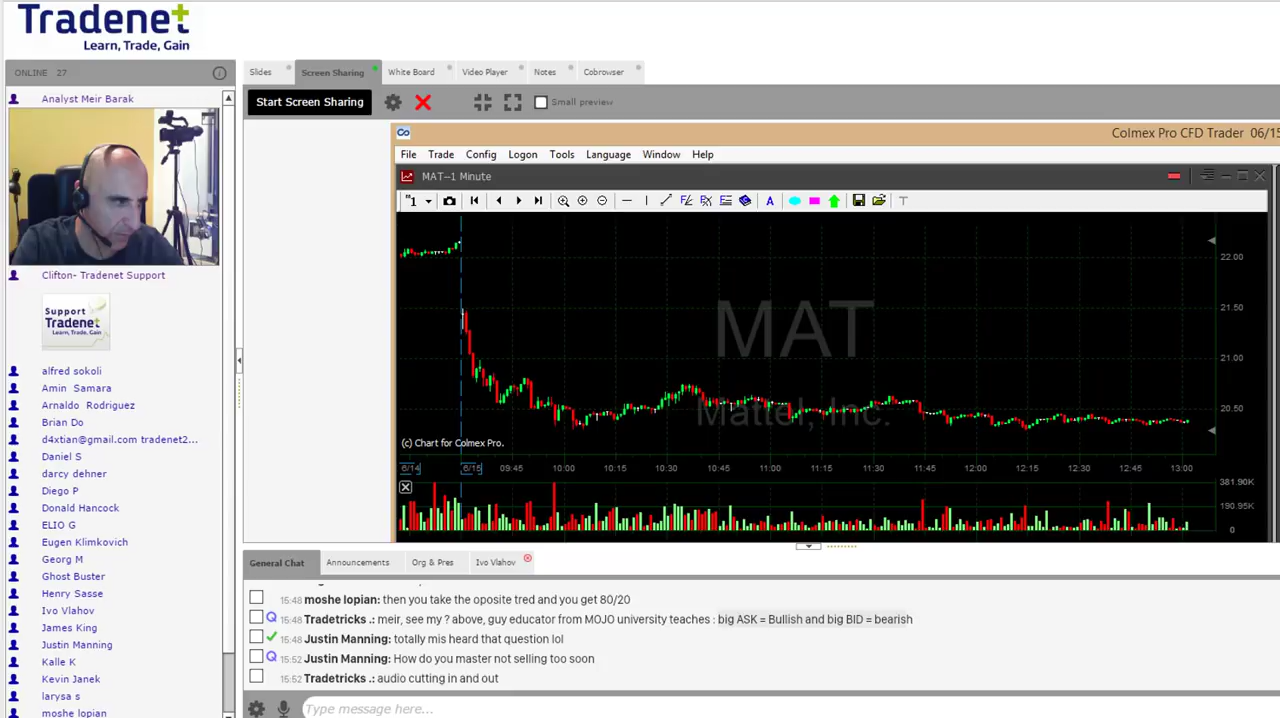 Tradenet
Learn, Trade, Gain
ONLINE 27
Slides Screen Sharing White Board Video Player Notes Cobrowser
Analyst Meir Barak
Start Screen Sharing Small preview
Colmex Pro CFD Trader 06/15
File Trade Config Logon Tools Language Window Help
MAT--1 Minute
"1
A
T
22.00
21.50
MAT
21.00
Mattel, Inc.
20.50
(c) Chart for Colmex Pro.
6/14 6/15 09:45 10:00 10:15 10:30 10:45 11:00 11:15 11:30 11:45 12:00 12:15 12:30 12:45 13:00
381.90K
190.95K
0
Clifton- Tradenet Support
Support
Tradenet
Learn, Trade, Gain
alfred sokoli
Amin Samara
Arnaldo Rodriguez
Brian Do
d4xtian@gmail.com tradenet2...
Daniel S
darcy dehner
Diego P
Donald Hancock
ELIO G
Eugen Klimkovich
Georg M
Ghost Buster
Henry Sasse
Ivo Vlahov
James King
Justin Manning
Kalle K
Kevin Janek
larysa s
moshe lopian
General Chat Announcements Org & Pres Ivo Vlahov
15:48 moshe lopian: then you take the oposite tred and you get 80/20
Q 15:48 Tradetricks .: meir, see my ? above, guy educator from MOJO university teaches : big ASK = Bullish and big BID = bearish
15:48 Justin Manning: totally mis heard that question lol
Q 15:52 Justin Manning: How do you master not selling too soon
15:52 Tradetricks .: audio cutting in and out
Type message here...